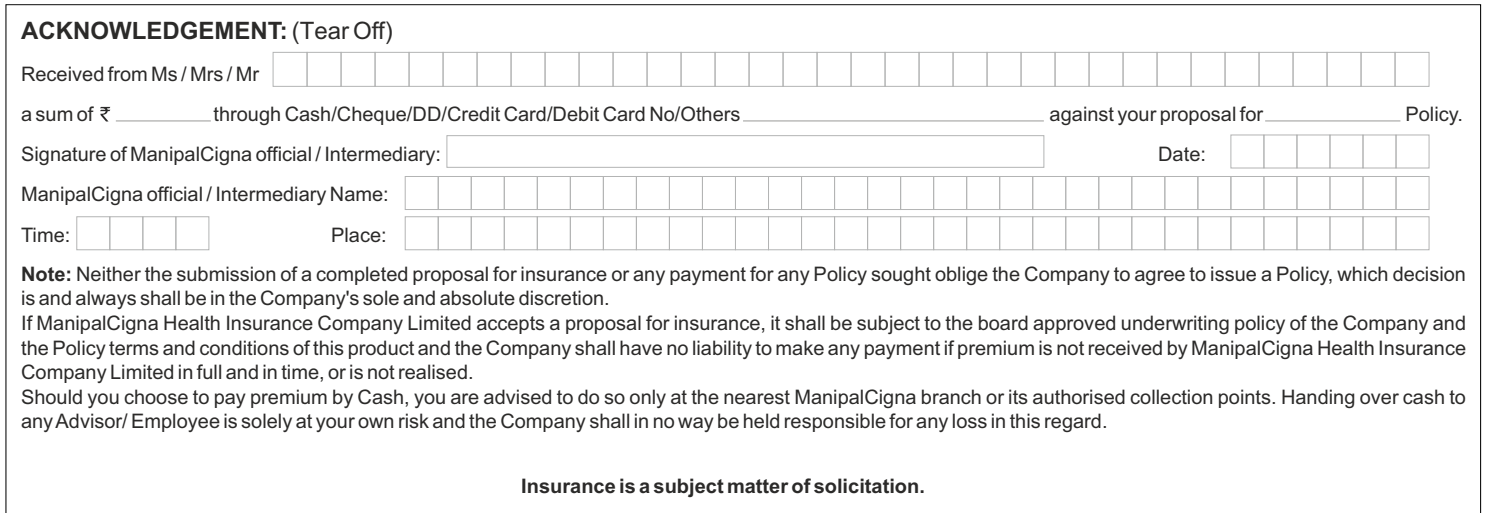 ACKNOWLEDGEMENT: (Tear Off)
Received from Ms / Mrs / Mr
a sum of ₹ ________ through Cash/Cheque/DD/Credit Card/Debit Card No/Others ________ against your proposal for ________ Policy.
Signature of ManipalCigna official / Intermediary: Date:
ManipalCigna official / Intermediary Name:
Time: Place:
Note: Neither the submission of a completed proposal for insurance or any payment for any Policy sought oblige the Company to agree to issue a Policy, which decision
is and always shall be in the Company's sole and absolute discretion.
If ManipalCigna Health Insurance Company Limited accepts a proposal for insurance, it shall be subject to the board approved underwriting policy of the Company and
the Policy terms and conditions of this product and the Company shall have no liability to make any payment if premium is not received by ManipalCigna Health Insurance
Company Limited in full and in time, or is not realised.
Should you choose to pay premium by Cash, you are advised to do so only at the nearest ManipalCigna branch or its authorised collection points. Handing over cash to
any Advisor/ Employee is solely at your own risk and the Company shall in no way be held responsible for any loss in this regard.
Insurance is a subject matter of solicitation.